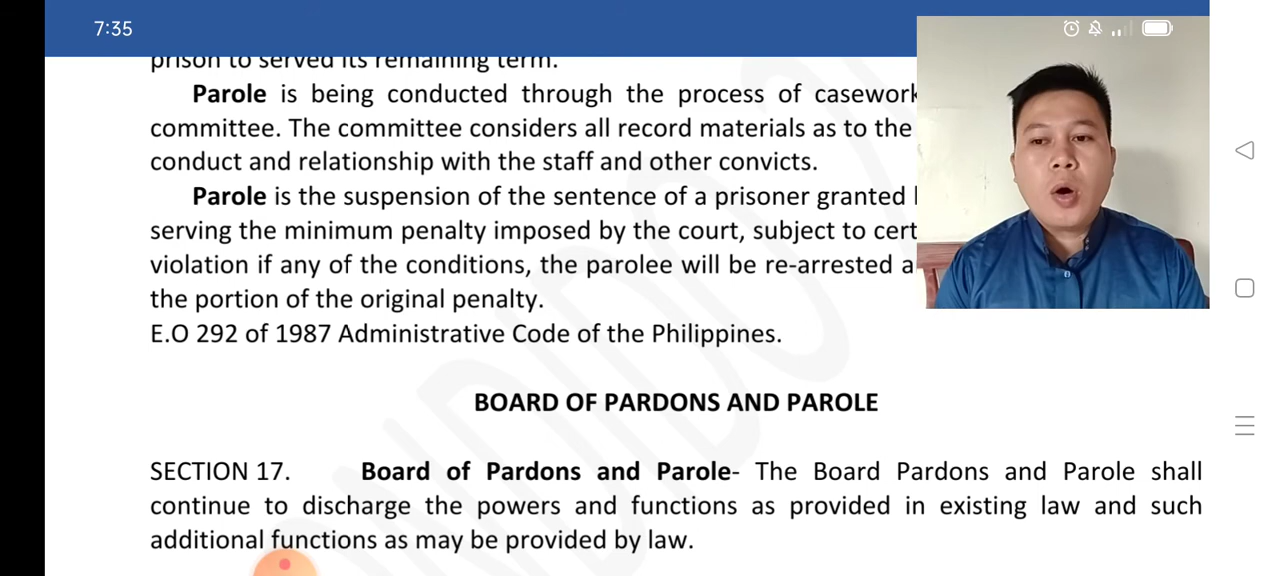 7:35
prison to served its remaining term.
Parole is being conducted through the process of casework
committee. The committee considers all record materials as to the
conduct and relationship with the staff and other convicts.
Parole is the suspension of the sentence of a prisoner granted
serving the minimum penalty imposed by the court, subject to cert
violation if any of the conditions, the parolee will be re-arrested a
the portion of the original penalty.
E.O 292 of 1987 Administrative Code of the Philippines.
BOARD OF PARDONS AND PAROLE
SECTION 17. Board of Pardons and Parole- The Board Pardons and Parole shall
continue to discharge the powers and functions as provided in existing law and such
additional functions as may be provided by law.